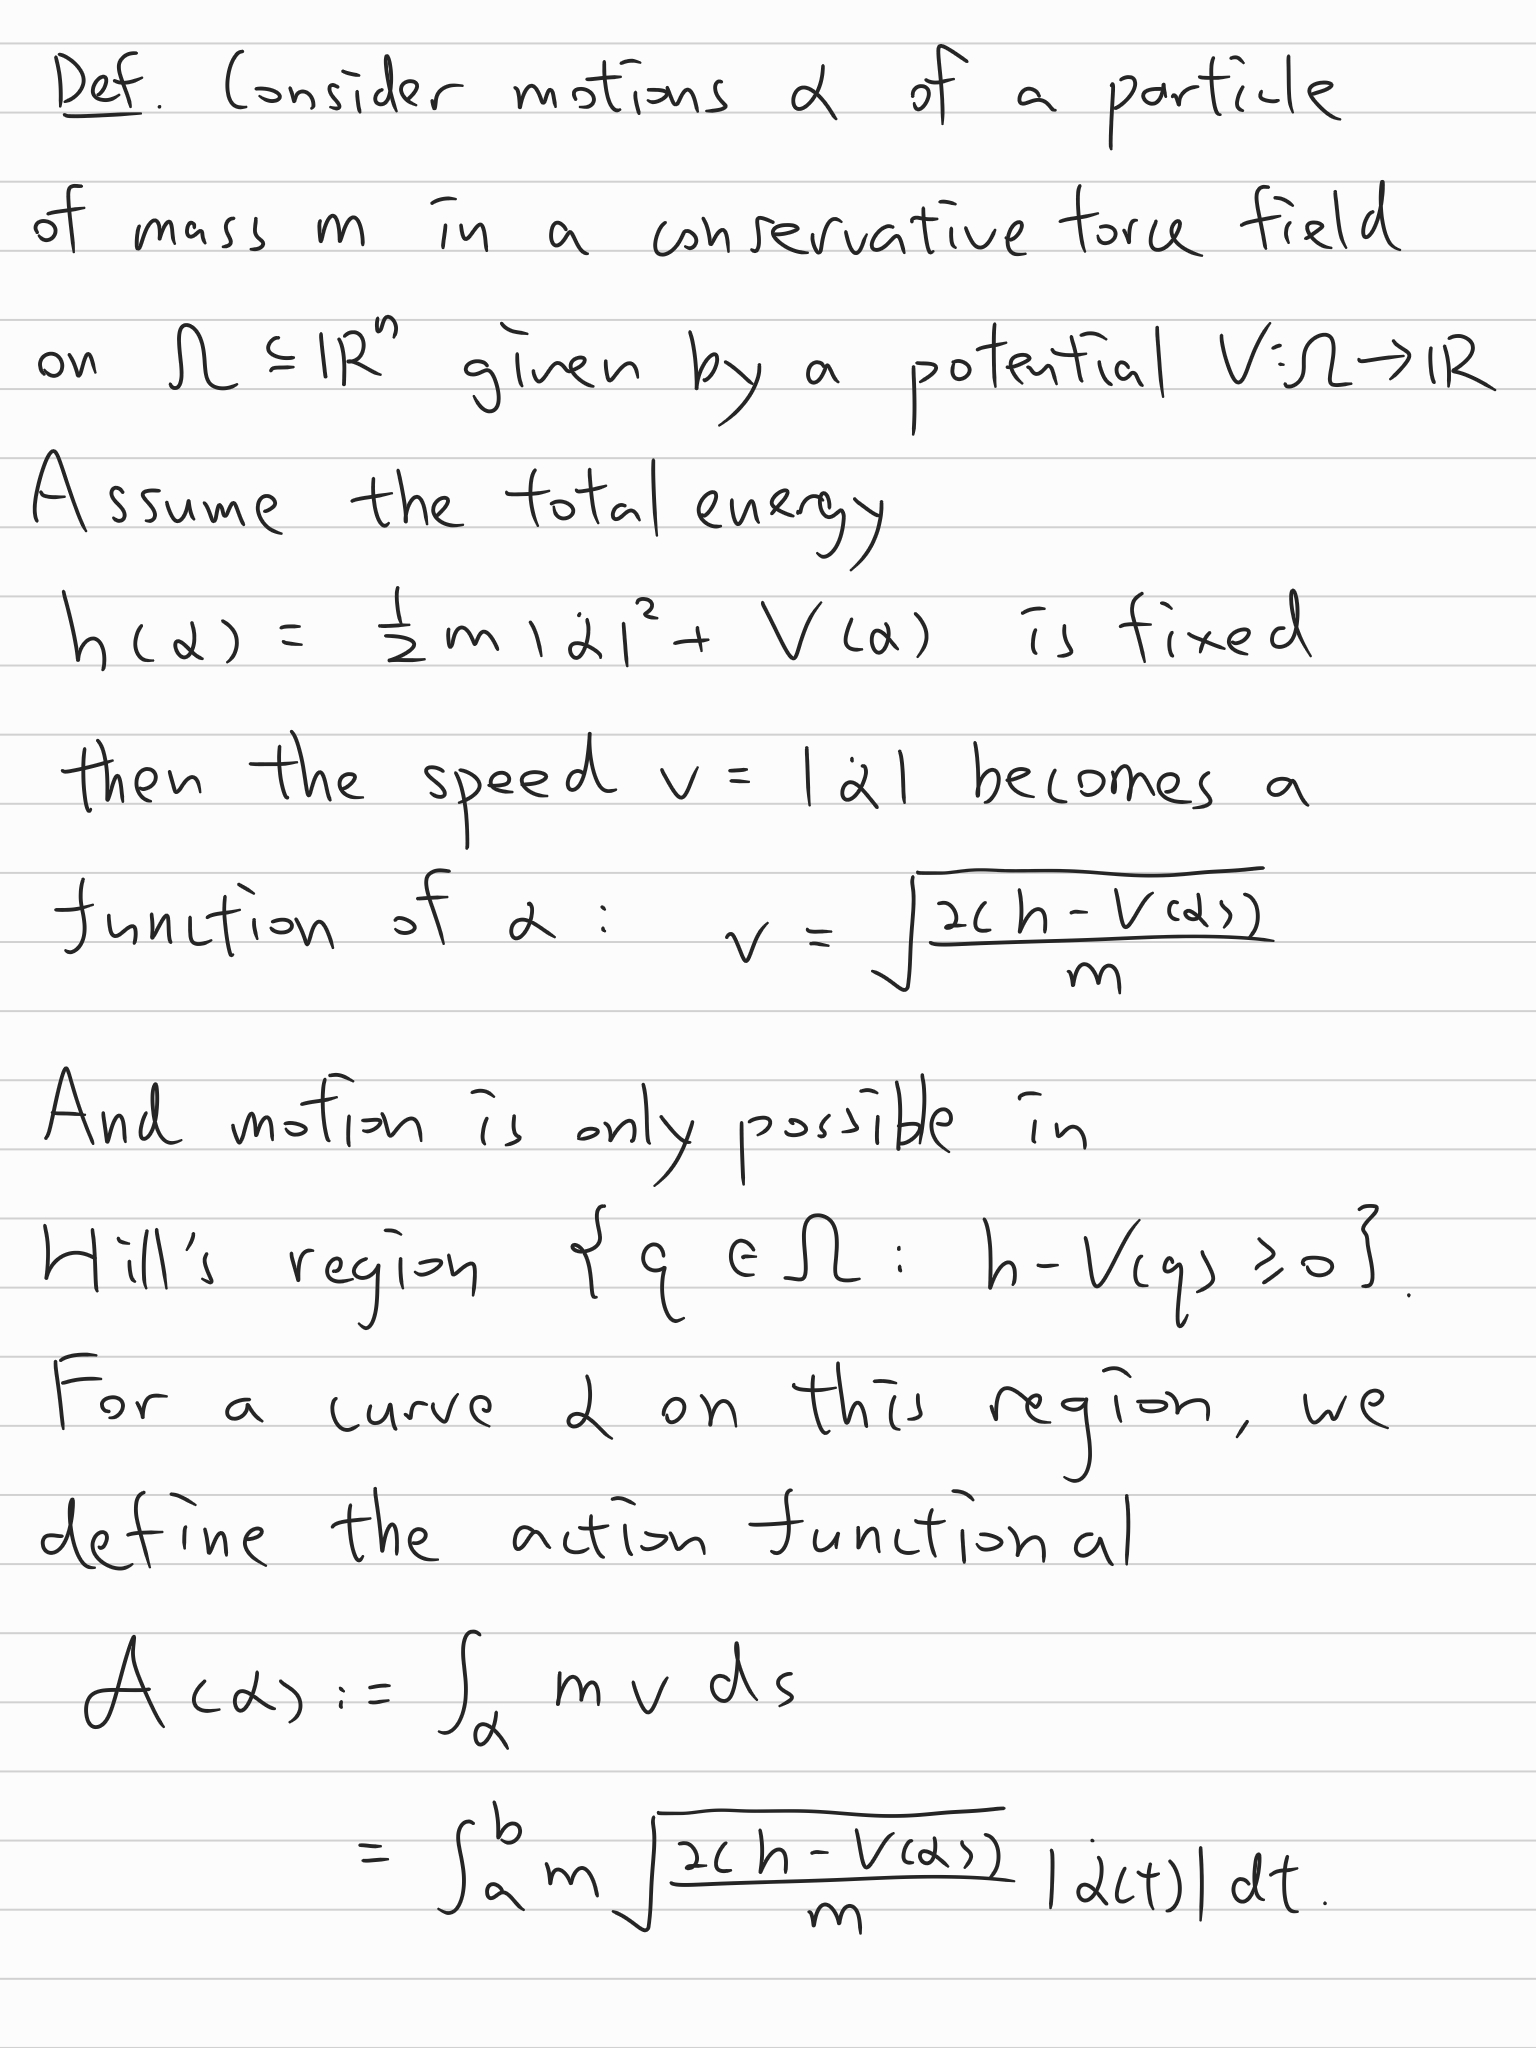 Def. Consider motions α of a particle
of mass m in a conservative force field
on Ω ⊆ ℝⁿ given by a potential V:Ω→ℝ
Assume the total energy
h(α) = ½ m|α̇|² + V(α) is fixed
then the speed v = |α̇| becomes a
function of α : v = √(2(h - V(α))/m)
And motion is only possible in
Hill's region {q ∈ Ω : h - V(q) ⩾ 0}.
For a curve α on this region, we
define the action functional
𝒜(α) := ∫_α m v ds
= ∫_a^b m √(2(h - V(α))/m) |α̇(t)| dt.